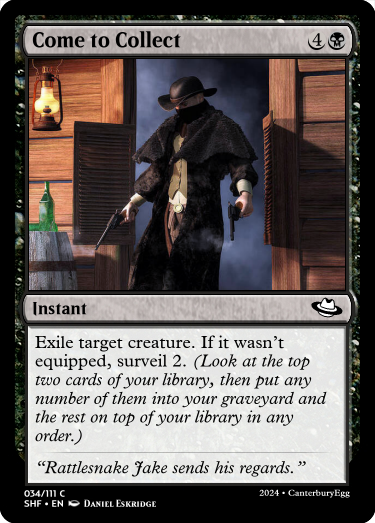 Come to Collect 4
Instant
Exile target creature. If it wasn't
equipped, surveil 2. (Look at the top
two cards of your library, then put any
number of them into your graveyard and
the rest on top of your library in any
order.)
"Rattlesnake Jake sends his regards."
034/111 C
SHF • EN Daniel Eskridge
2024 • CanterburyEgg